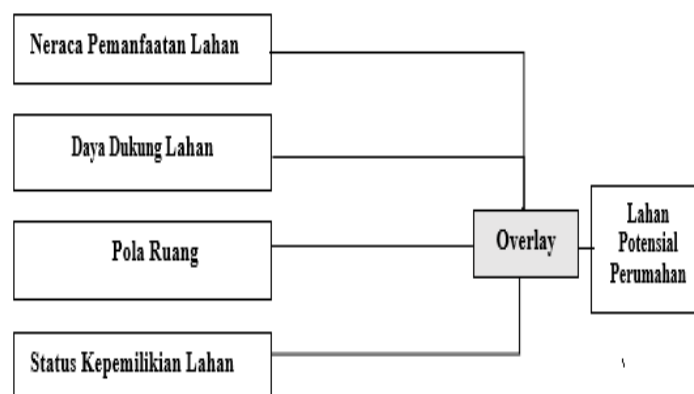 Neraca Pemanfaatan Lahan
Daya Dukung Lahan
Pola Ruang
Status Kepemilikian Lahan
Overlay
Lahan
Potensial
Perumahan